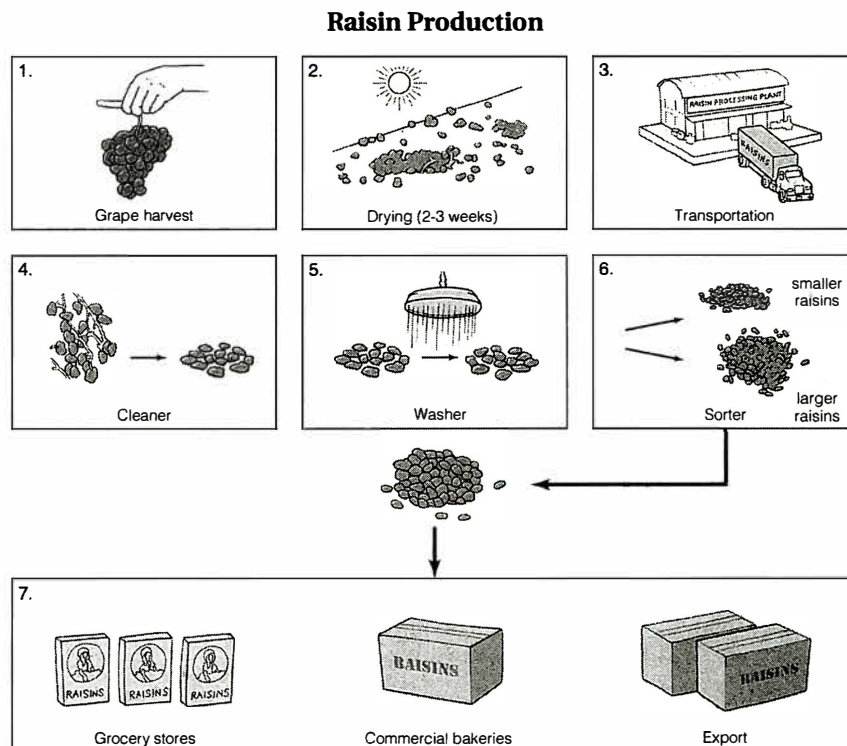 Raisin Production
1.
Grape harvest
2.
Drying (2-3 weeks)
3.
RAISIN PROCESSING PLANT
RAISINS
Transportation
4.
Cleaner
5.
Washer
6.
smaller
raisins
larger
raisins
Sorter
7.
RAISINS
RAISINS
RAISINS
Grocery stores
RAISINS
Commercial bakeries
RAISINS
Export